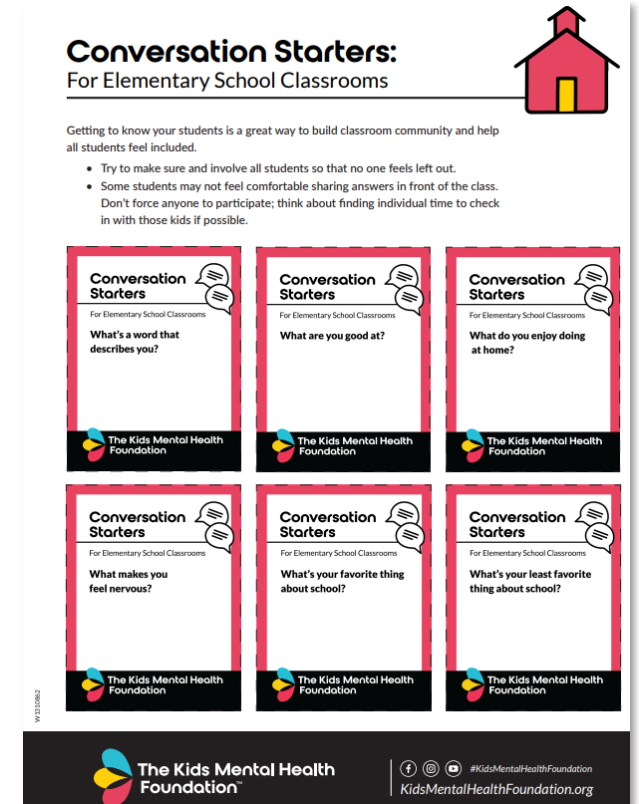 Conversation Starters:
For Elementary School Classrooms
Getting to know your students is a great way to build classroom community and help
all students feel included.
• Try to make sure and involve all students so that no one feels left out.
• Some students may not feel comfortable sharing answers in front of the class.
Don't force anyone to participate; think about finding individual time to check
in with those kids if possible.
Conversation
Starters
For Elementary School Classrooms
What's a word that
describes you?
The Kids Mental Health
Foundation
Conversation
Starters
For Elementary School Classrooms
What are you good at?
The Kids Mental Health
Foundation
Conversation
Starters
For Elementary School Classrooms
What do you enjoy doing
at home?
The Kids Mental Health
Foundation
Conversation
Starters
For Elementary School Classrooms
What makes you
feel nervous?
The Kids Mental Health
Foundation
Conversation
Starters
For Elementary School Classrooms
What's your favorite thing
about school?
The Kids Mental Health
Foundation
Conversation
Starters
For Elementary School Classrooms
What's your least favorite
thing about school?
The Kids Mental Health
Foundation
W1310862
The Kids Mental Health
Foundation™
#KidsMentalHealthFoundation
KidsMentalHealthFoundation.org